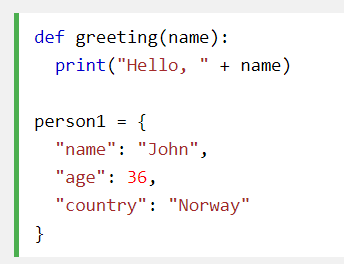 def greeting(name):
  print("Hello, " + name)

person1 = {
  "name": "John",
  "age": 36,
  "country": "Norway"
}